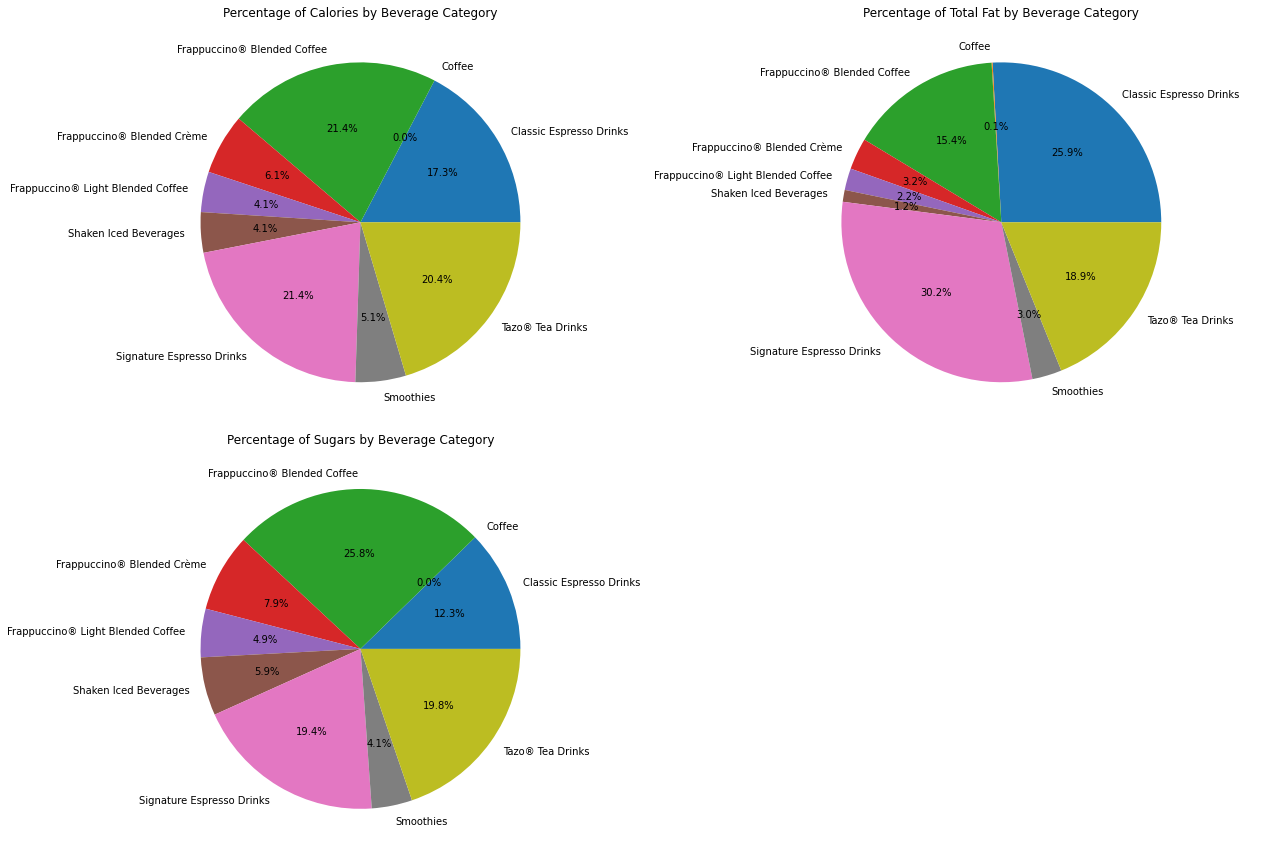 Percentage of Calories by Beverage Category
Frappuccino® Blended Coffee
Coffee
Classic Espresso Drinks
Frappuccino® Blended Crème
Frappuccino® Light Blended Coffee
Shaken Iced Beverages
Signature Espresso Drinks
Smoothies
Tazo® Tea Drinks
21.4%
0.0%
17.3%
6.1%
4.1%
4.1%
21.4%
5.1%
20.4%
Percentage of Total Fat by Beverage Category
Coffee
Frappuccino® Blended Coffee
Classic Espresso Drinks
Frappuccino® Blended Crème
Frappuccino® Light Blended Coffee
Shaken Iced Beverages
Signature Espresso Drinks
Smoothies
Tazo® Tea Drinks
0.1%
15.4%
25.9%
3.2%
2.2%
1.2%
30.2%
3.0%
18.9%
Percentage of Sugars by Beverage Category
Frappuccino® Blended Coffee
Coffee
Classic Espresso Drinks
Frappuccino® Blended Crème
Frappuccino® Light Blended Coffee
Shaken Iced Beverages
Signature Espresso Drinks
Smoothies
Tazo® Tea Drinks
25.8%
0.0%
12.3%
7.9%
4.9%
5.9%
19.4%
4.1%
19.8%